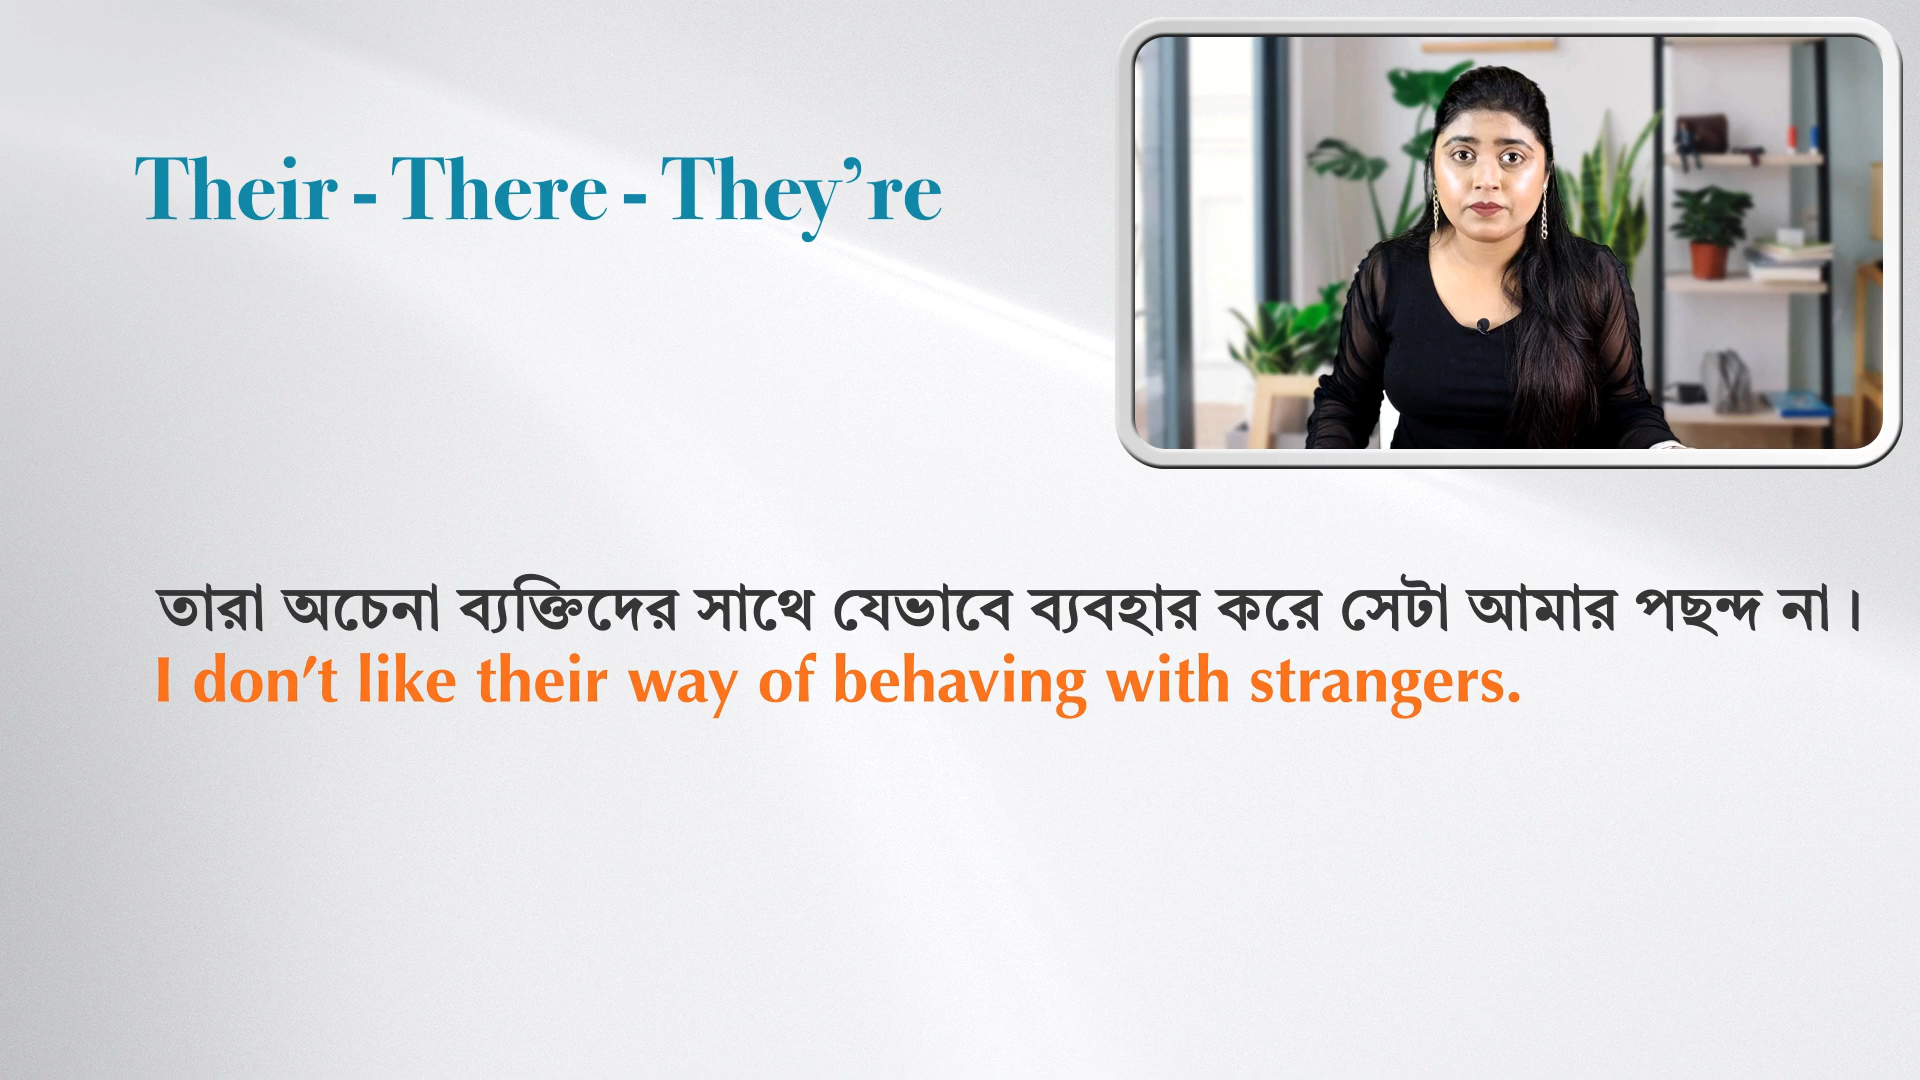 Their - There - They’re
তারা অচেনা ব্যক্তিদের সাথে যেভাবে ব্যবহার করে সেটা আমার পছন্দ না।
I don’t like their way of behaving with strangers.